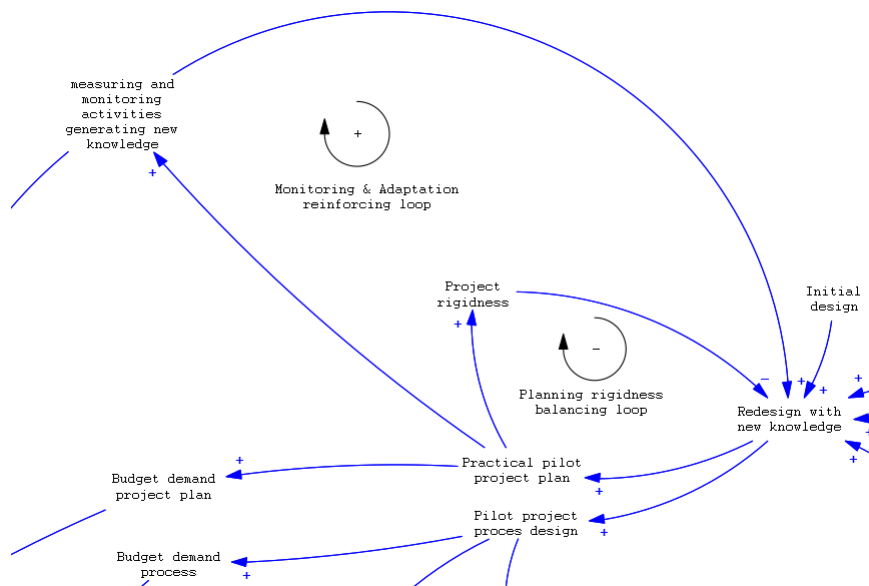 measuring and
monitoring
activities
generating new
knowledge
+
+
Monitoring & Adaptation
reinforcing loop
Project
rigidness
+
−
Planning rigidness
balancing loop
Initial
design
−
+
+
+
+
+
Redesign with
new knowledge
Practical pilot
project plan
+
Budget demand
project plan
+
Pilot project
proces design
+
Budget demand
process
+